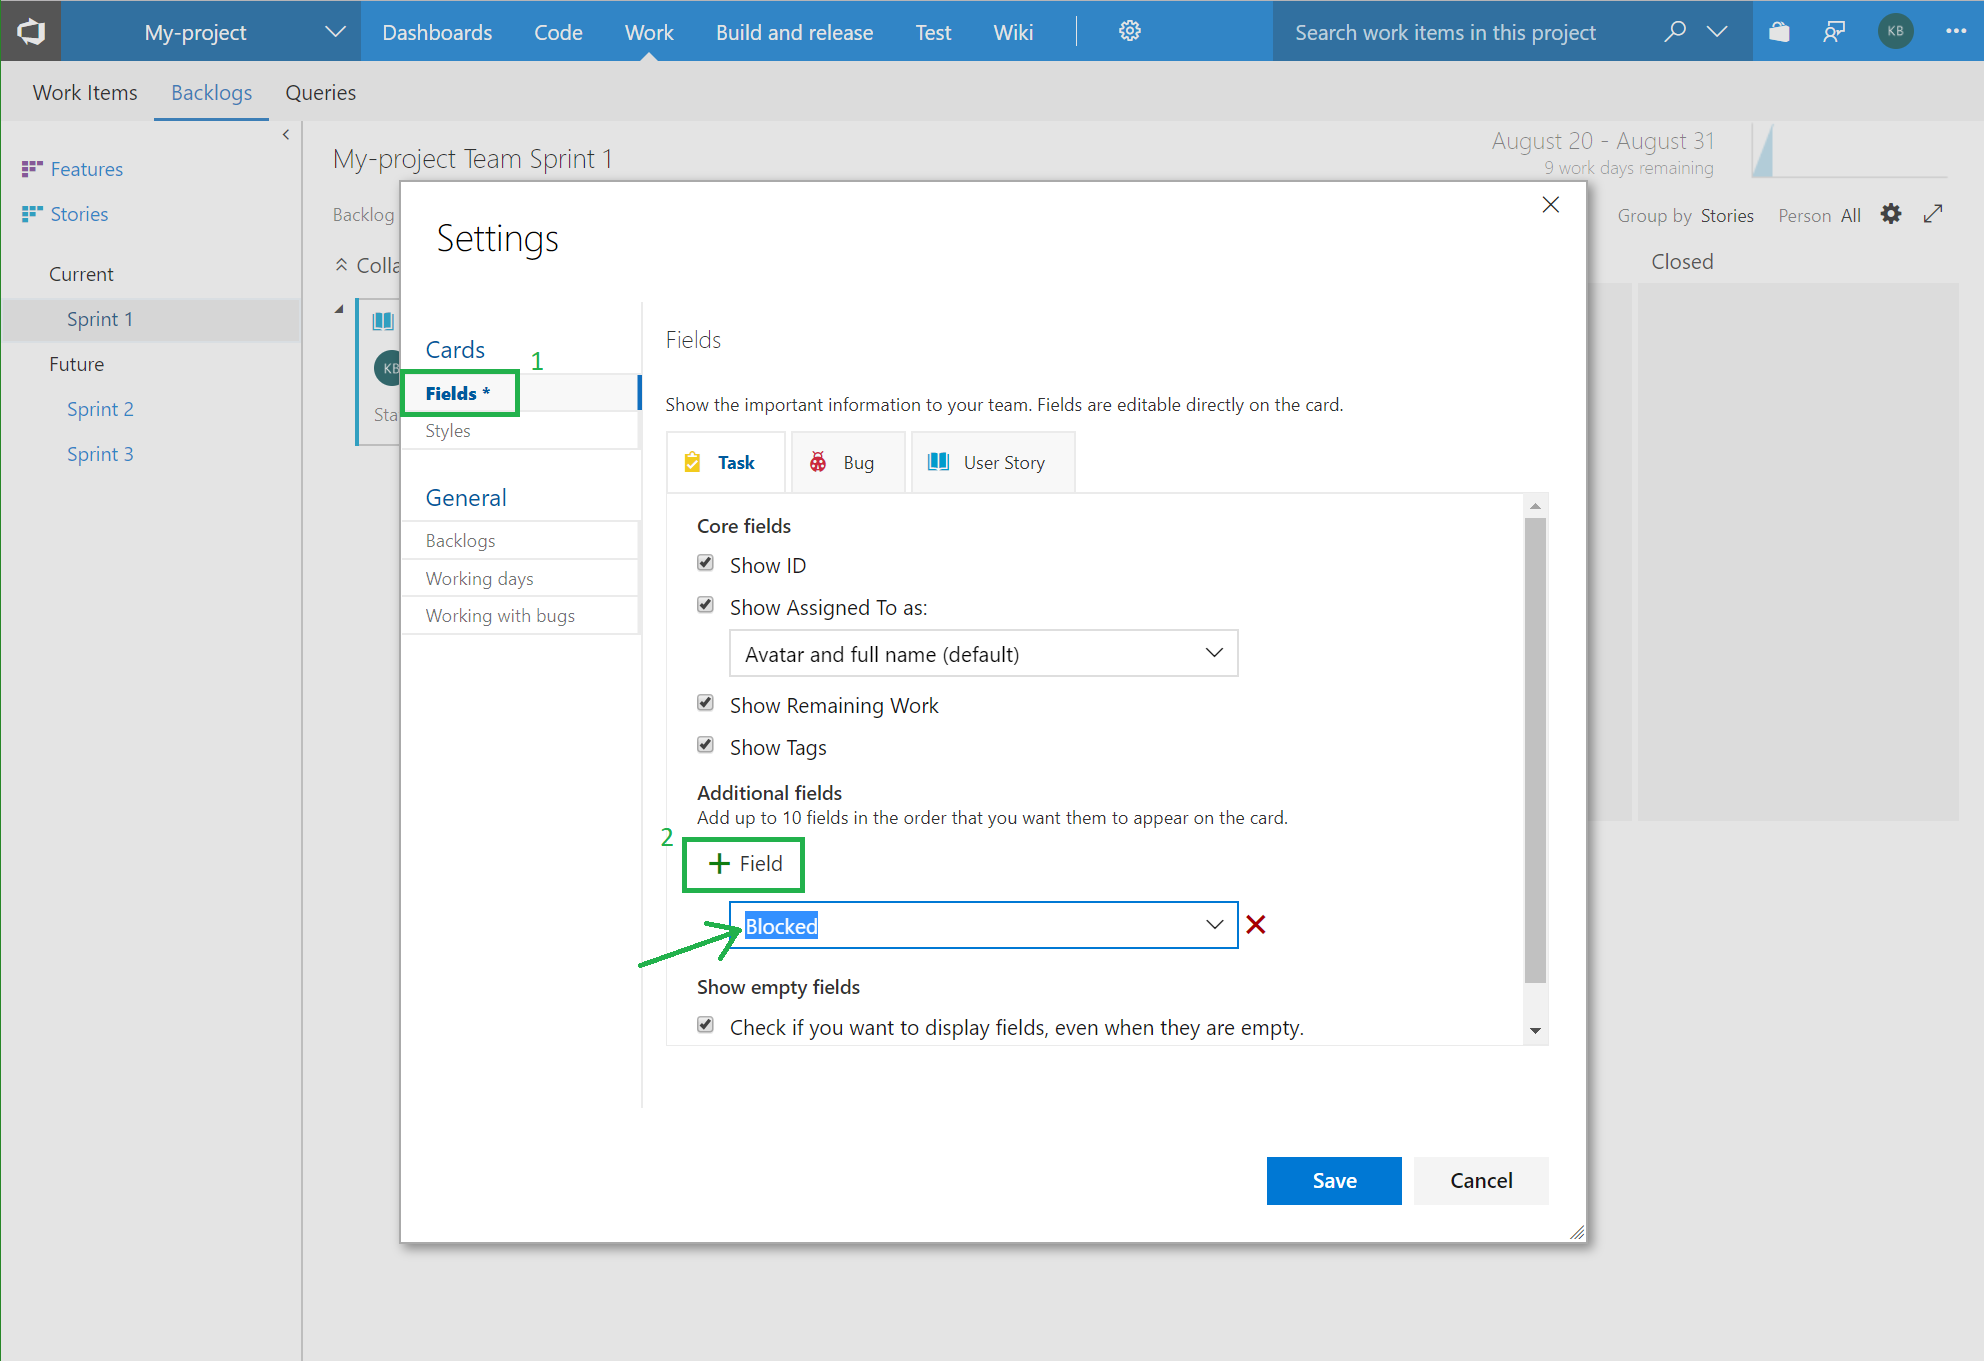 My-project
Dashboards
Code
Work
Build and release
Test
Wiki
Search work items in this project
KB
Work Items
Backlogs
Queries
Features
Stories
Current
Sprint 1
Future
Sprint 2
Sprint 3
My-project Team Sprint 1
August 20 - August 31
9 work days remaining
Backlog
Group by Stories
Person All
Colla
Closed
KB
Sta
Settings
Cards
1
Fields *
Styles
General
Backlogs
Working days
Working with bugs
Fields
Show the important information to your team. Fields are editable directly on the card.
Task
Bug
User Story
Core fields
Show ID
Show Assigned To as:
Avatar and full name (default)
Show Remaining Work
Show Tags
Additional fields
Add up to 10 fields in the order that you want them to appear on the card.
2
+ Field
Blocked
Show empty fields
Check if you want to display fields, even when they are empty.
Save
Cancel